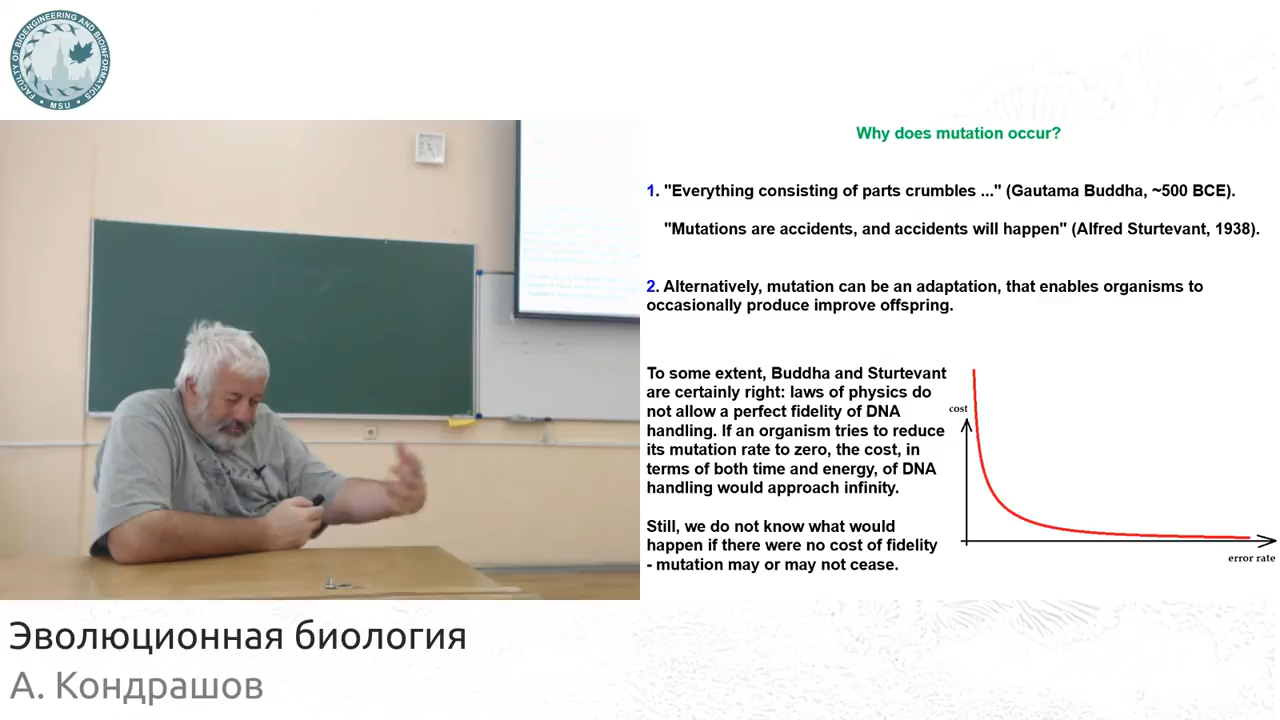 FACULTY OF BIOENGINEERING AND BIOINFORMATICS
• MSU •
Why does mutation occur?
1. "Everything consisting of parts crumbles ..." (Gautama Buddha, ~500 BCE).
"Mutations are accidents, and accidents will happen" (Alfred Sturtevant, 1938).
2. Alternatively, mutation can be an adaptation, that enables organisms to
occasionally produce improve offspring.
To some extent, Buddha and Sturtevant
are certainly right: laws of physics do
not allow a perfect fidelity of DNA
handling. If an organism tries to reduce
its mutation rate to zero, the cost, in
terms of both time and energy, of DNA
handling would approach infinity.
Still, we do not know what would
happen if there were no cost of fidelity
- mutation may or may not cease.
cost
error rate
Эволюционная биология
А. Кондрашов